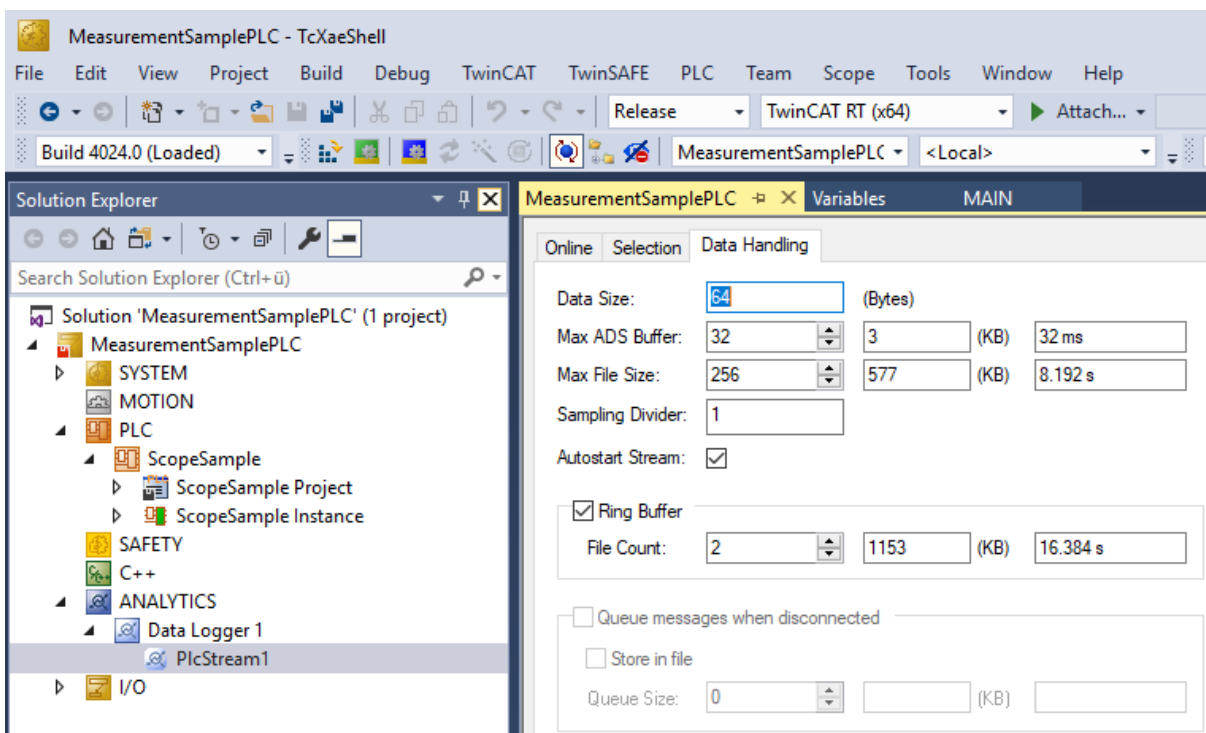 MeasurementSamplePLC - TcXaeShell
File Edit View Project Build Debug TwinCAT TwinSAFE PLC Team Scope Tools Window Help
Release TwinCAT RT (x64) Attach...
Build 4024.0 (Loaded) MeasurementSamplePLC <Local>
Solution Explorer
Search Solution Explorer (Ctrl+ü)
Solution 'MeasurementSamplePLC' (1 project)
MeasurementSamplePLC
SYSTEM
MOTION
PLC
ScopeSample
ScopeSample Project
ScopeSample Instance
SAFETY
C++
ANALYTICS
Data Logger 1
PlcStream1
I/O
MeasurementSamplePLC Variables MAIN
Online Selection Data Handling
Data Size: 64 (Bytes)
Max ADS Buffer: 32 3 (KB) 32 ms
Max File Size: 256 577 (KB) 8.192 s
Sampling Divider: 1
Autostart Stream:
Ring Buffer
File Count: 2 1153 (KB) 16.384 s
Queue messages when disconnected
Store in file
Queue Size: 0 (KB)